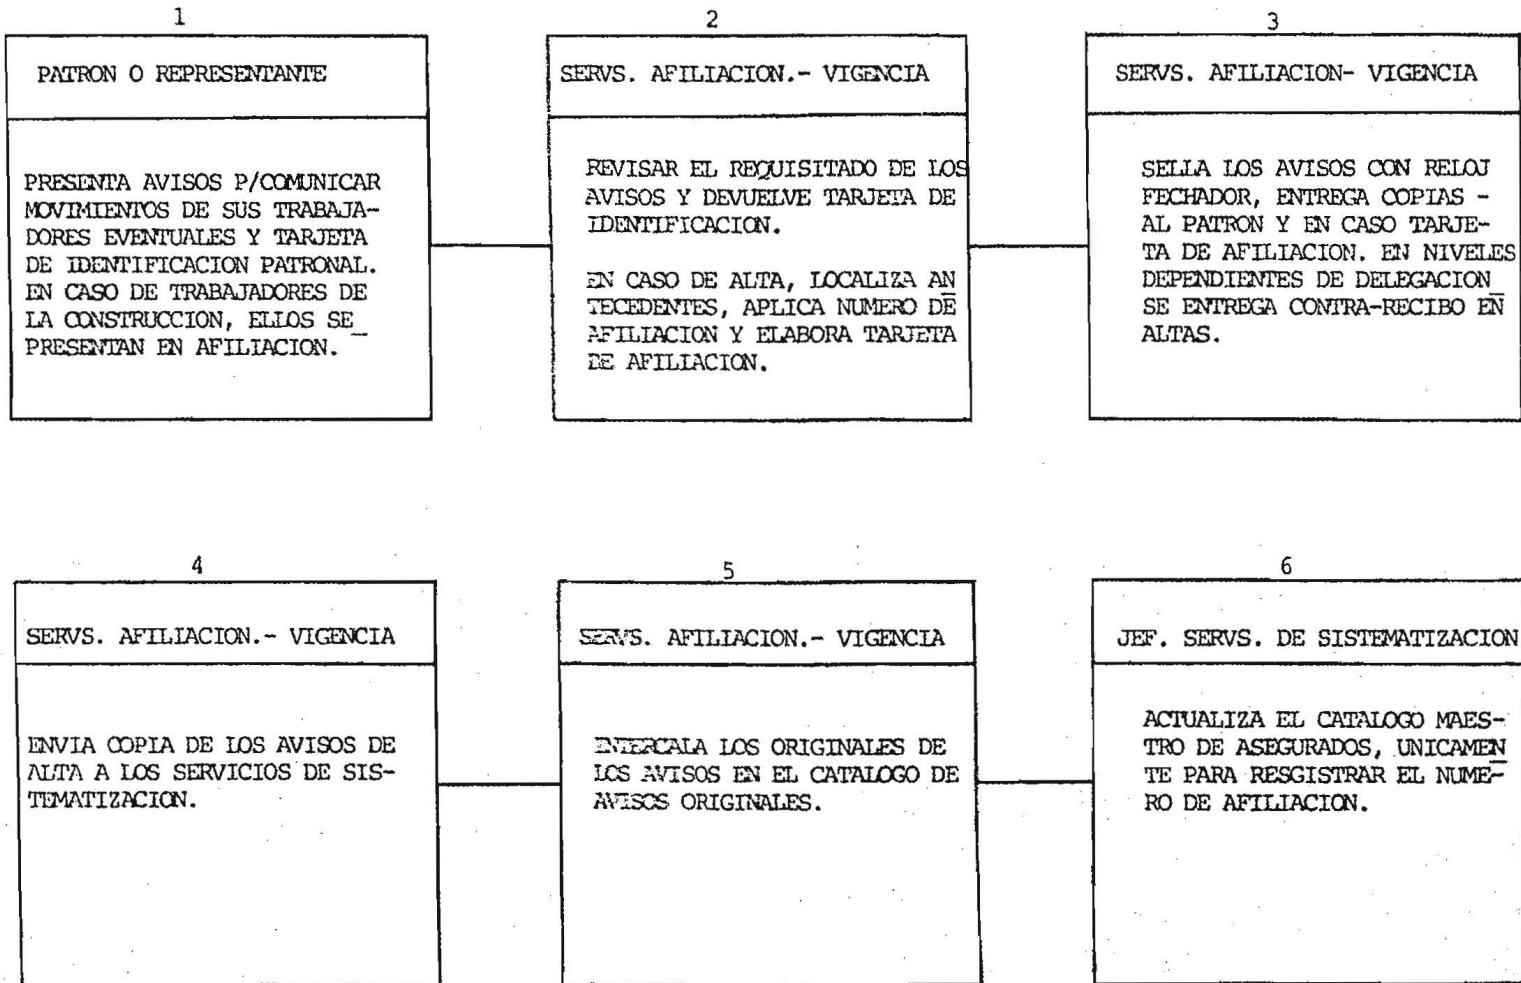 1
PATRON O REPRESENTANTE
PRESENTA AVISOS P/COMUNICAR
MOVIMIENTOS DE SUS TRABAJA-
DORES EVENTUALES Y TARJETA
DE IDENTIFICACION PATRONAL.
EN CASO DE TRABAJADORES DE
LA CONSTRUCCION, ELLOS SE
PRESENTAN EN AFILIACION.
2
SERVS. AFILIACION.- VIGENCIA
REVISAR EL REQUISITADO DE LOS
AVISOS Y DEVUELVE TARJETA DE
IDENTIFICACION.
EN CASO DE ALTA, LOCALIZA AN
TECEDENTES, APLICA NUMERO DE
AFILIACION Y ELABORA TARJETA
DE AFILIACION.
3
SERVS. AFILIACION- VIGENCIA
SELLA LOS AVISOS CON RELOJ
FECHADOR, ENTREGA COPIAS -
AL PATRON Y EN CASO TARJE-
TA DE AFILIACION. EN NIVELES
DEPENDIENTES DE DELEGACION
SE ENTREGA CONTRA-RECIBO EN
ALTAS.
4
SERVS. AFILIACION.- VIGENCIA
ENVIA COPIA DE LOS AVISOS DE
ALTA A LOS SERVICIOS DE SIS-
TEMATIZACION.
5
SERVS. AFILIACION.- VIGENCIA
INTERCALA LOS ORIGINALES DE
LOS AVISOS EN EL CATALOGO DE
AVISOS ORIGINALES.
6
JEF. SERVS. DE SISTEMATIZACION
ACTUALIZA EL CATALOGO MAES-
TRO DE ASEGURADOS, UNICAMEN
TE PARA RESGISTRAR EL NUME-
RO DE AFILIACION.